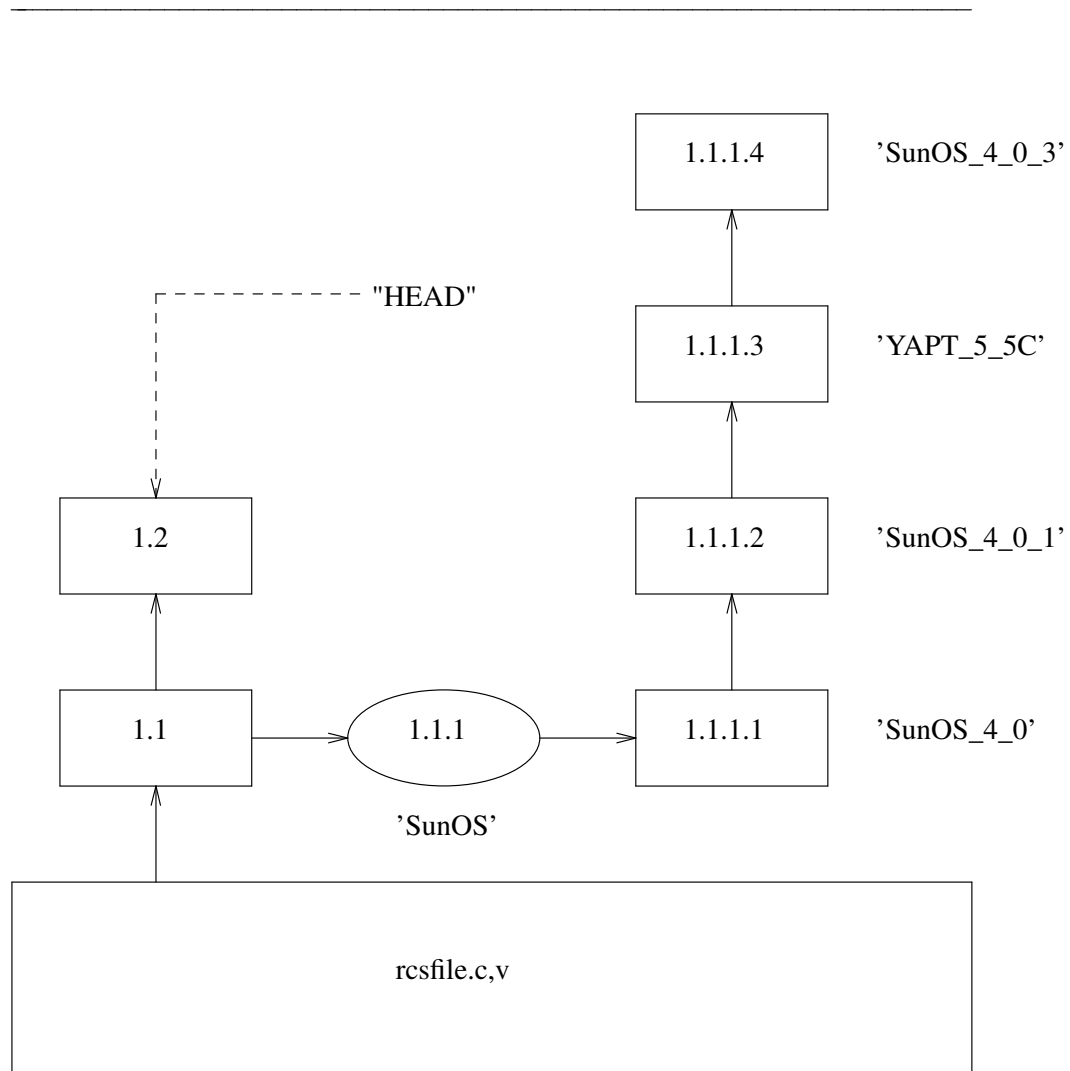 1.1.1.4 ’SunOS_4_0_3’
"HEAD"
1.1.1.3 ’YAPT_5_5C’
1.2 1.1.1.2 ’SunOS_4_0_1’
1.1 1.1.1 1.1.1.1 ’SunOS_4_0’
’SunOS’
rcsfile.c,v